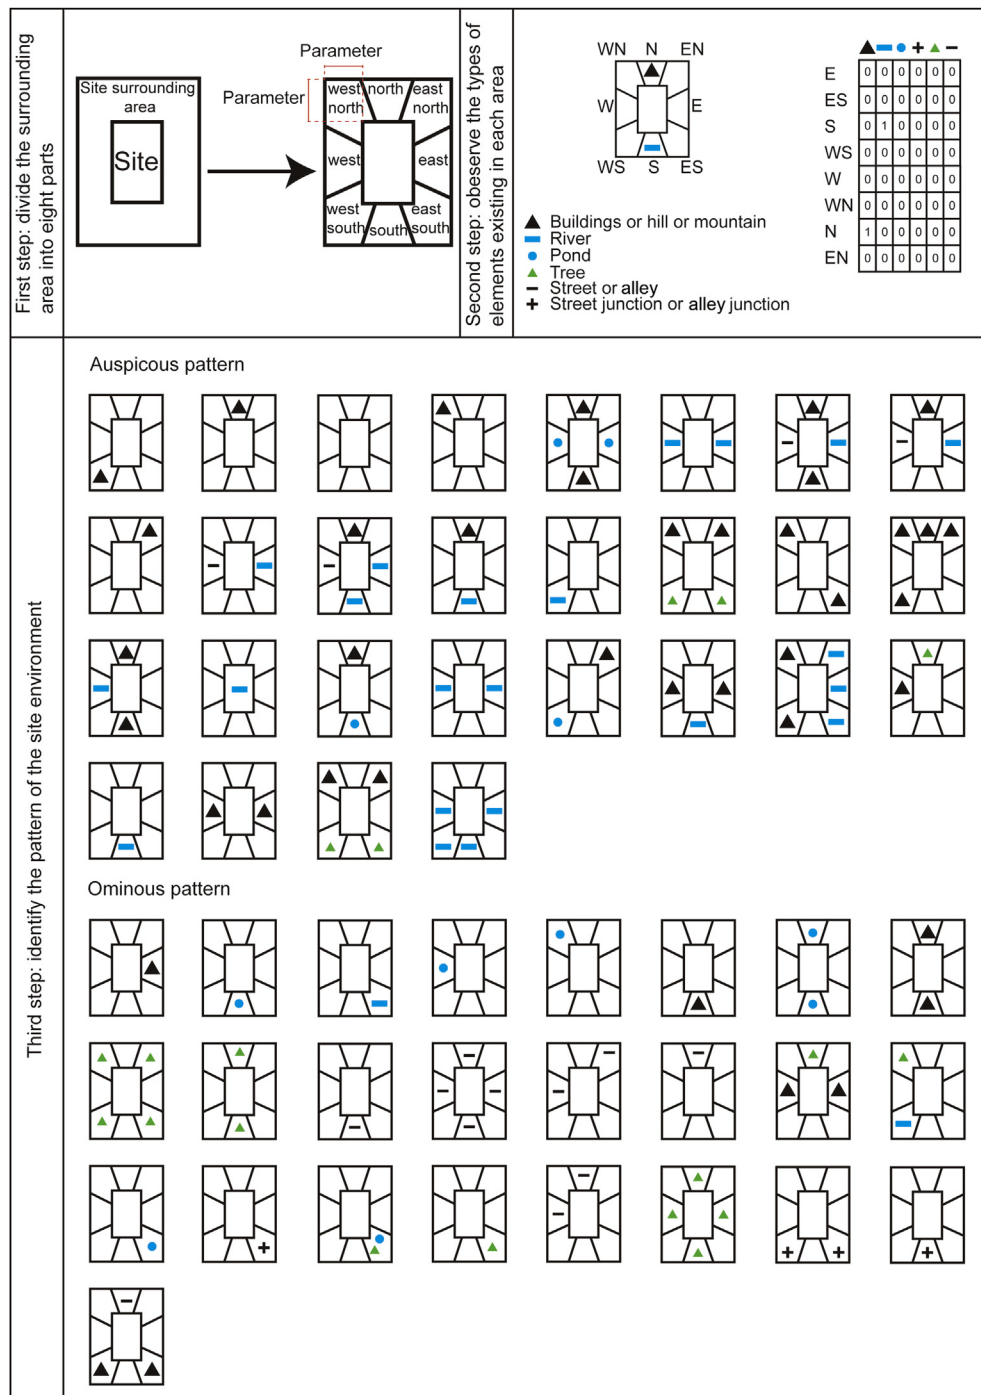 First step: divide the surrounding
area into eight parts
Site surrounding
area
Site
Parameter
Parameter
west
north
north
east
north
west
east
west
south
south
east
south
Second step: obeserve the types of
elements existing in each area
WN N EN
W E
WS S ES
▲ Buildings or hill or mountain
River
Pond
Tree
Street or alley
Street junction or alley junction
E 0 0 0 0 0 0
ES 0 0 0 0 0 0
S 0 1 0 0 0 0
WS 0 0 0 0 0 0
W 0 0 0 0 0 0
WN 0 0 0 0 0 0
N 1 0 0 0 0 0
EN 0 0 0 0 0 0
Third step: identify the pattern of the site environment
Auspicous pattern
Ominous pattern